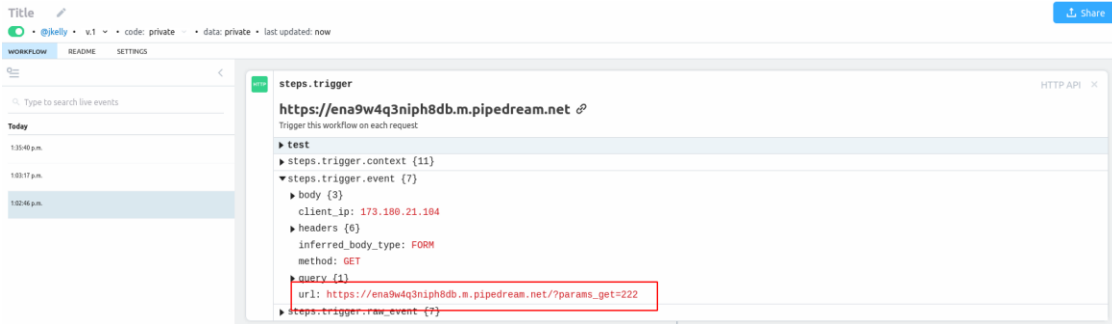 Title
Share
• @jkelly • v.1 • code: private • data: private • last updated: now
WORKFLOW README SETTINGS
Type to search live events
Today
1:35:40 p.m.
1:03:17 p.m.
1:02:46 p.m.
HTTP
steps.trigger
HTTP API ×
https://ena9w4q3niph8db.m.pipedream.net
Trigger this workflow on each request
test
steps.trigger.context {11}
steps.trigger.event {7}
body {3}
client_ip: 173.180.21.104
headers {6}
inferred_body_type: FORM
method: GET
query {1}
url: https://ena9w4q3niph8db.m.pipedream.net/?params_get=222
steps.trigger.raw_event {7}